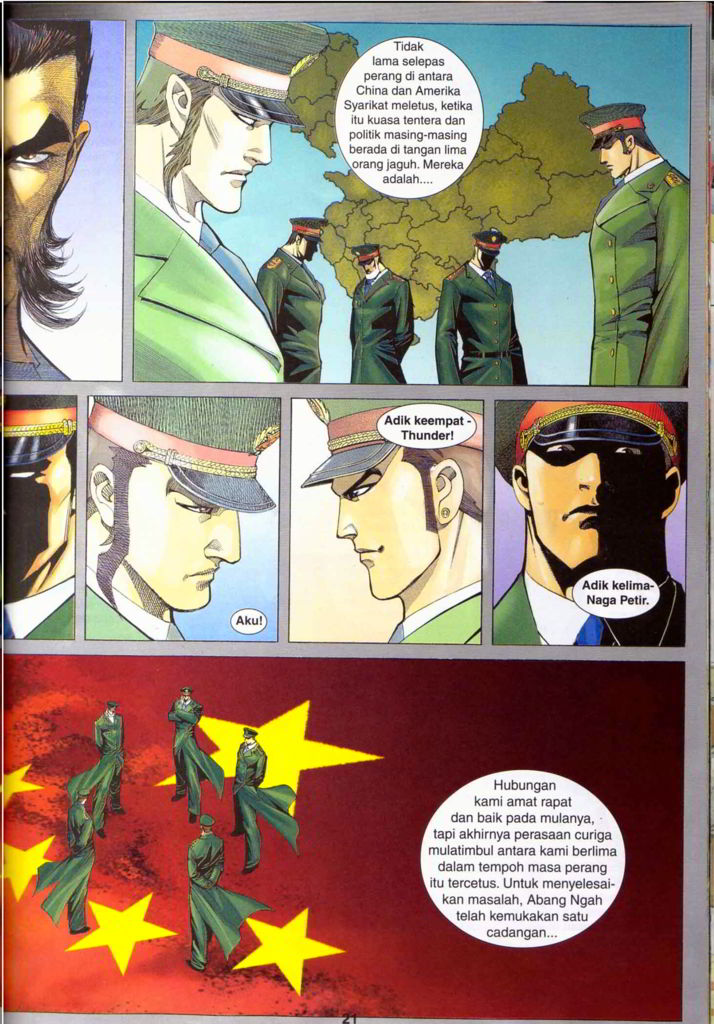 Tidak
lama selepas
perang di antara
China dan Amerika
Syarikat meletus, ketika
itu kuasa tentera dan
politik masing-masing
berada di tangan lima
orang jaguh. Mereka
adalah....
Aku!
Adik keempat -
Thunder!
Adik kelima-
Naga Petir.
Hubungan
kami amat rapat
dan baik pada mulanya,
tapi akhirnya perasaan curiga
mulatimbul antara kami berlima
dalam tempoh masa perang
itu tercetus. Untuk menyelesai-
kan masalah, Abang Ngah
telah kemukakan satu
cadangan...
21